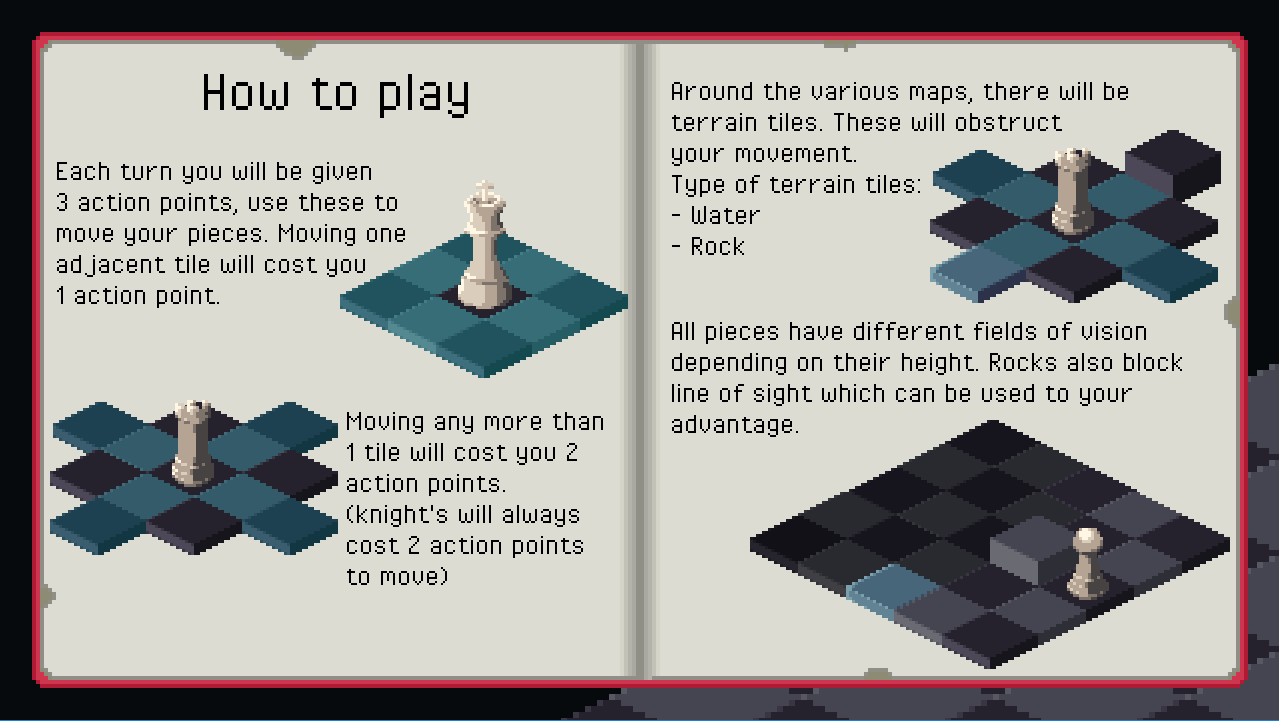 How to play
Each turn you will be given
3 action points, use these to
move your pieces. Moving one
adjacent tile will cost you
1 action point.
Moving any more than
1 tile will cost you 2
action points.
(knight's will always
cost 2 action points
to move)
Around the various maps, there will be
terrain tiles. These will obstruct
your movement.
Type of terrain tiles:
- Water
- Rock
All pieces have different fields of vision
depending on their height. Rocks also block
line of sight which can be used to your
advantage.